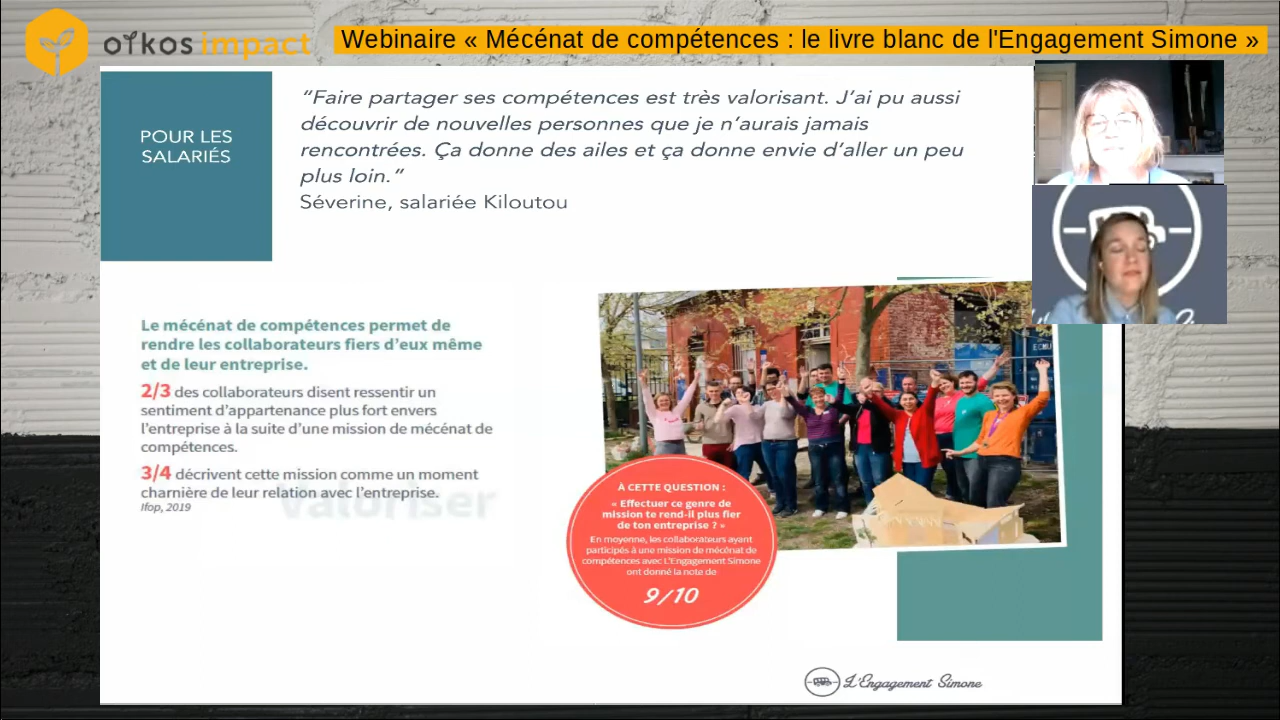 oikos impact
Webinaire « Mécénat de compétences : le livre blanc de l'Engagement Simone »
POUR LES
SALARIÉS
“Faire partager ses compétences est très valorisant. J’ai pu aussi
découvrir de nouvelles personnes que je n’aurais jamais
rencontrées. Ça donne des ailes et ça donne envie d’aller un peu
plus loin.”
Séverine, salariée Kiloutou
Le mécénat de compétences permet de
rendre les collaborateurs fiers d’eux même
et de leur entreprise.
2/3 des collaborateurs disent ressentir un
sentiment d’appartenance plus fort envers
l’entreprise à la suite d’une mission de mécénat de
compétences.
3/4 décrivent cette mission comme un moment
charnière de leur relation avec l’entreprise.
Ifop, 2019
Valoriser
À CETTE QUESTION :
« Effectuer ce genre de
mission te rend-il plus fier
de ton entreprise ? »
En moyenne, les collaborateurs ayant
participés à une mission de mécénat de
compétences avec L’Engagement Simone
ont donné la note de
9/10
L’Engagement Simone